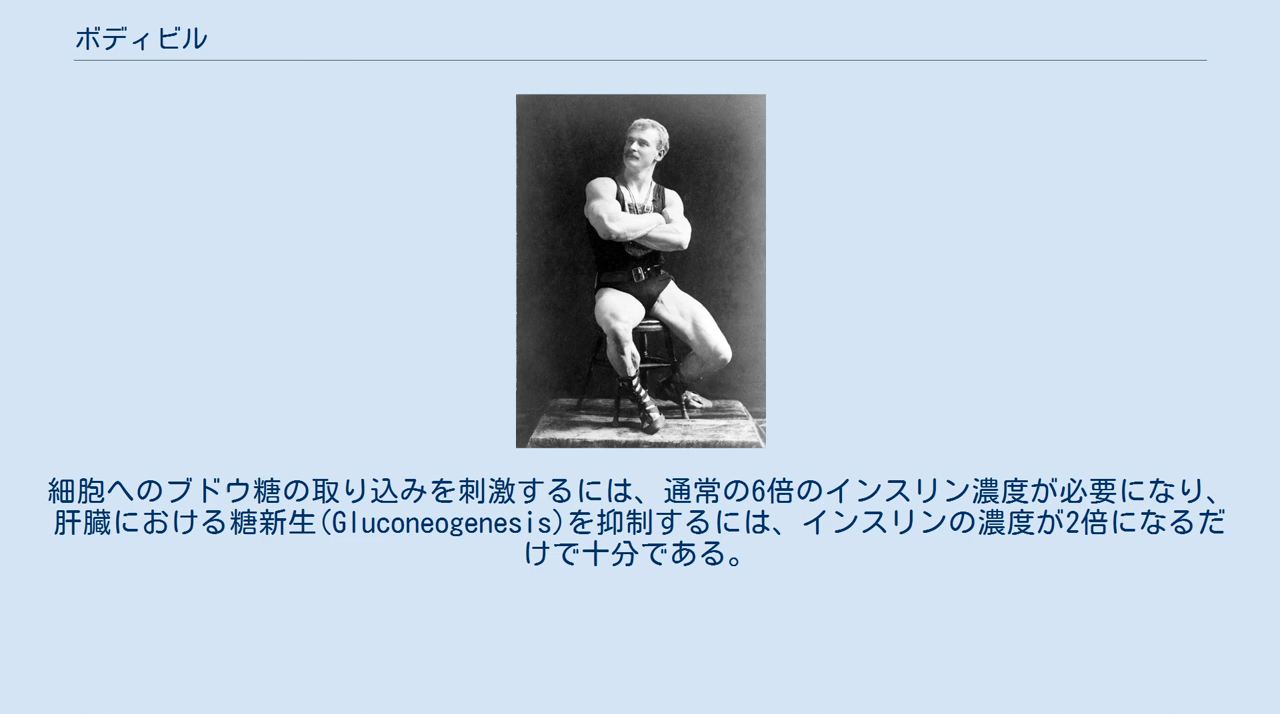 ボディビル
細胞へのブドウ糖の取り込みを刺激するには、通常の6倍のインスリン濃度が必要になり、
肝臓における糖新生(Gluconeogenesis)を抑制するには、インスリンの濃度が2倍になるだ
けで十分である。